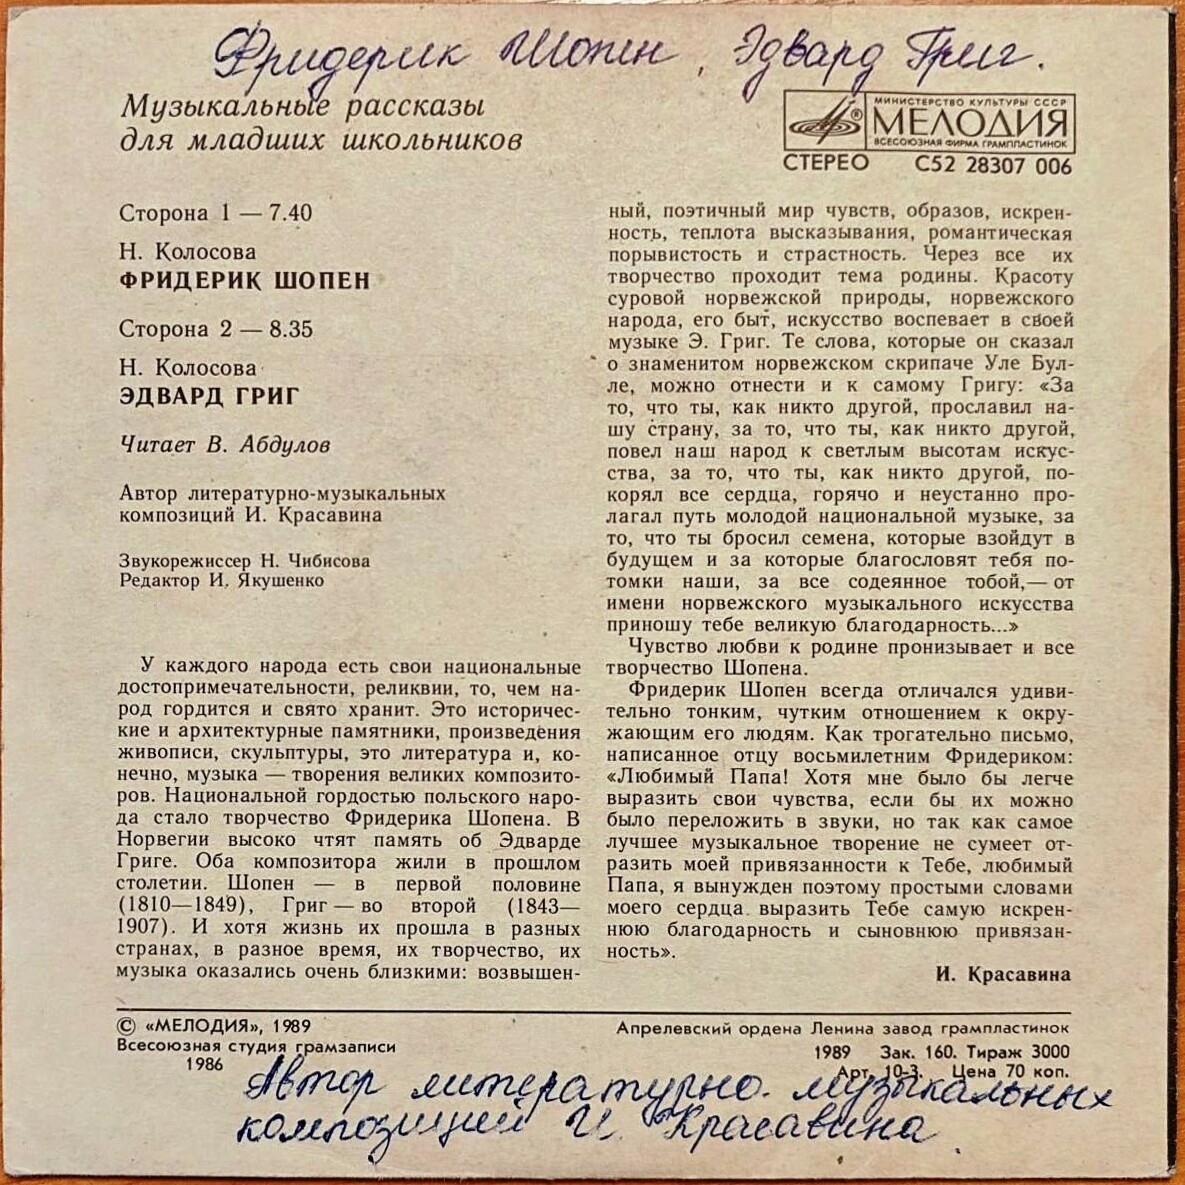 Фридерик Шопен, Эдвард Григ.
Музыкальные рассказы
для младших школьников
МИНИСТЕРСТВО КУЛЬТУРЫ СССР
МЕЛОДИЯ
ВСЕСОЮЗНАЯ ФИРМА ГРАМПЛАСТИНОК
СТЕРЕО С52 28307 006
Сторона 1 — 7.40
Н. Колосова
ФРИДЕРИК ШОПЕН
Сторона 2 — 8.35
Н. Колосова
ЭДВАРД ГРИГ
Читает В. Абдулов
Автор литературно-музыкальных
композиций И. Красавина
Звукорежиссер Н. Чибисова
Редактор И. Якушенко
У каждого народа есть свои национальные
достопримечательности, реликвии, то, чем на-
род гордится и свято хранит. Это историчес-
кие и архитектурные памятники, произведения
живописи, скульптуры, это литература и, ко-
нечно, музыка — творения великих композито-
ров. Национальной гордостью польского наро-
да стало творчество Фридерика Шопена. В
Норвегии высоко чтят память об Эдварде
Григе. Оба композитора жили в прошлом
столетии. Шопен — в первой половине
(1810—1849), Григ — во второй (1843—
1907). И хотя жизнь их прошла в разных
странах, в разное время, их творчество, их
музыка оказались очень близкими: возвышен-
ный, поэтичный мир чувств, образов, искрен-
ность, теплота высказывания, романтическая
порывистость и страстность. Через все их
творчество проходит тема родины. Красоту
суровой норвежской природы, норвежского
народа, его быт, искусство воспевает в своей
музыке Э. Григ. Те слова, которые он сказал
о знаменитом норвежском скрипаче Уле Бул-
ле, можно отнести и к самому Григу: «За
то, что ты, как никто другой, прославил на-
шу страну, за то, что ты, как никто другой,
повел наш народ к светлым высотам искус-
ства, за то, что ты, как никто другой, по-
корял все сердца, горячо и неустанно про-
лагал путь молодой национальной музыке, за
то, что ты бросил семена, которые взойдут в
будущем и за которые благословят тебя по-
томки наши, за все содеянное тобой,— от
имени норвежского музыкального искусства
приношу тебе великую благодарность...»
Чувство любви к родине пронизывает и все
творчество Шопена.
Фридерик Шопен всегда отличался удиви-
тельно тонким, чутким отношением к окру-
жающим его людям. Как трогательно письмо,
написанное отцу восьмилетним Фридериком:
«Любимый Папа! Хотя мне было бы легче
выразить свои чувства, если бы их можно
было переложить в звуки, но так как самое
лучшее музыкальное творение не сумеет от-
разить моей привязанности к Тебе, любимый
Папа, я вынужден поэтому простыми словами
моего сердца выразить Тебе самую искрен-
нюю благодарность и сыновнюю привязан-
ность».
И. Красавина
© «МЕЛОДИЯ», 1989
Всесоюзная студия грамзаписи
1986
Апрелевский ордена Ленина завод грампластинок
1989 Зак. 160. Тираж 3000
Арт. 10-3. Цена 70 коп.
Автор литературно-музыкальных
композиций И. Красавина